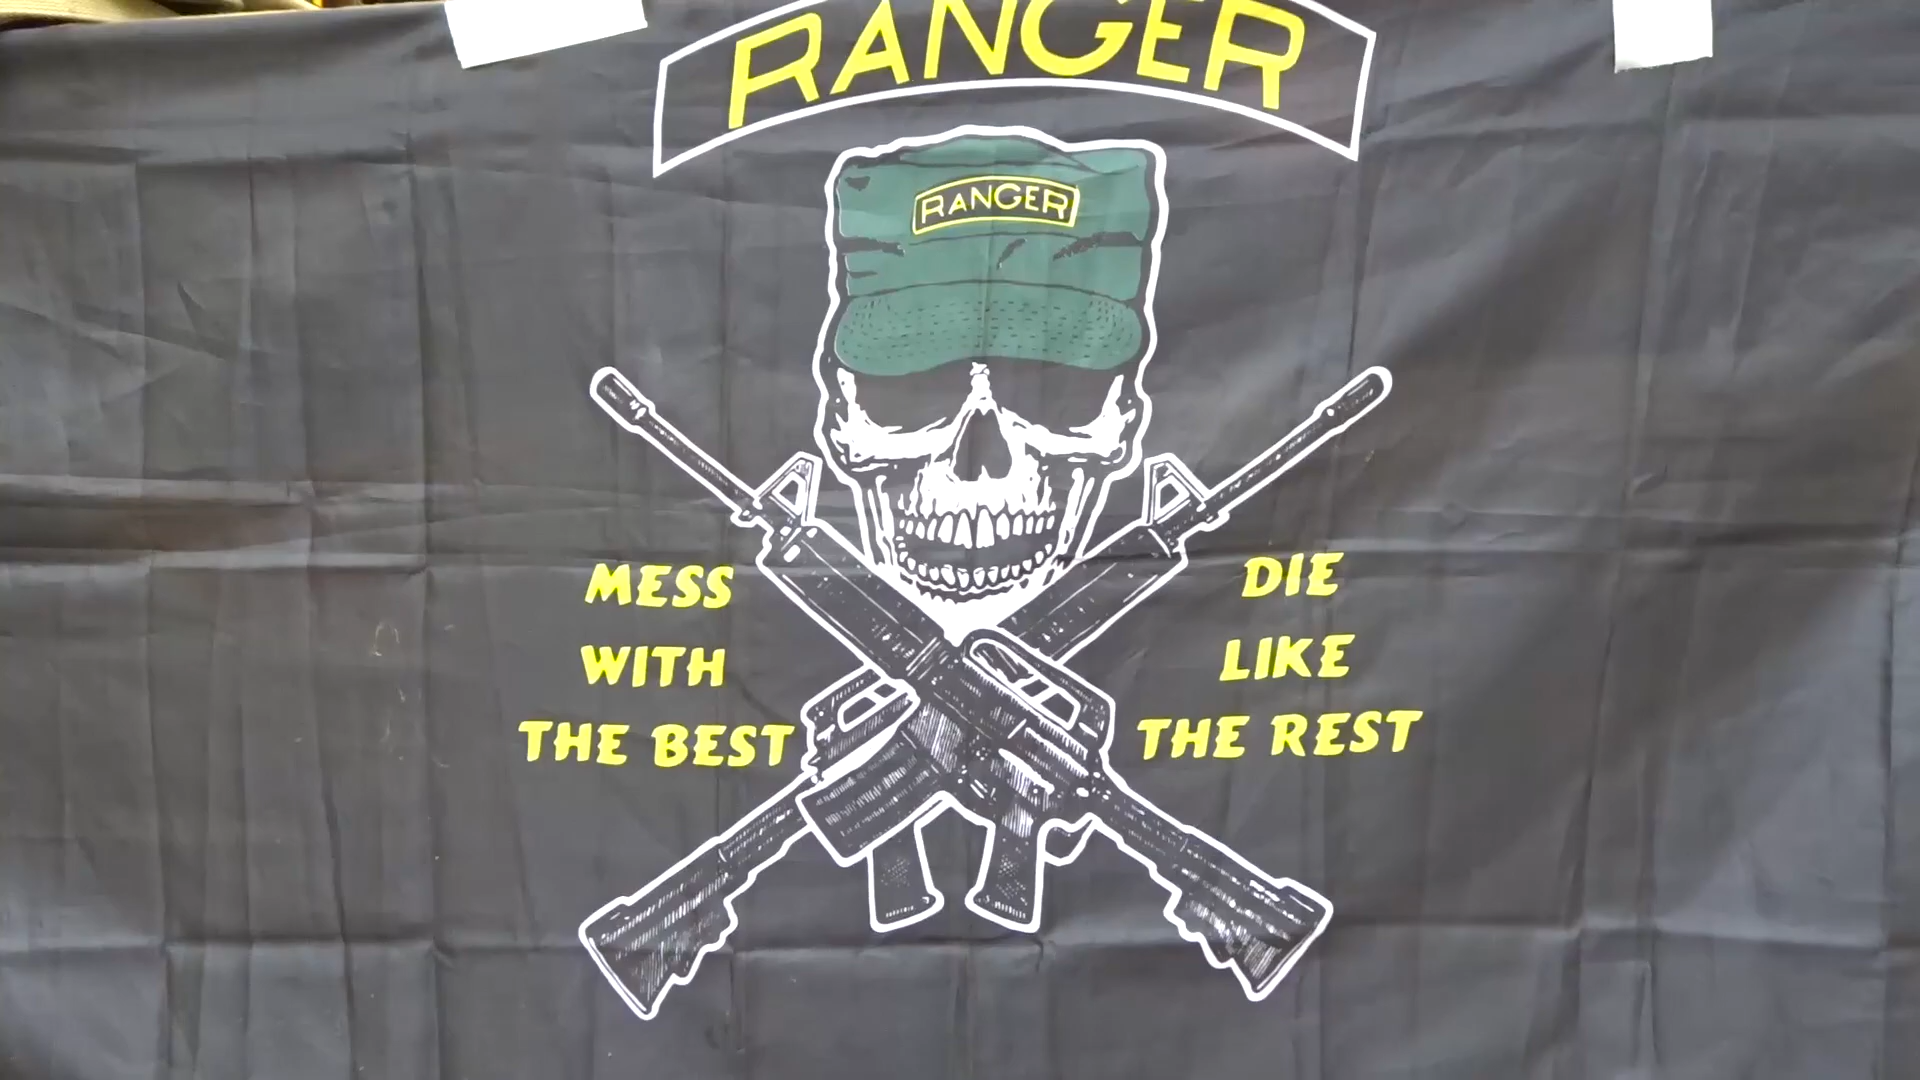 RANGER
RANGER
MESS
WITH
THE BEST
DIE
LIKE
THE REST